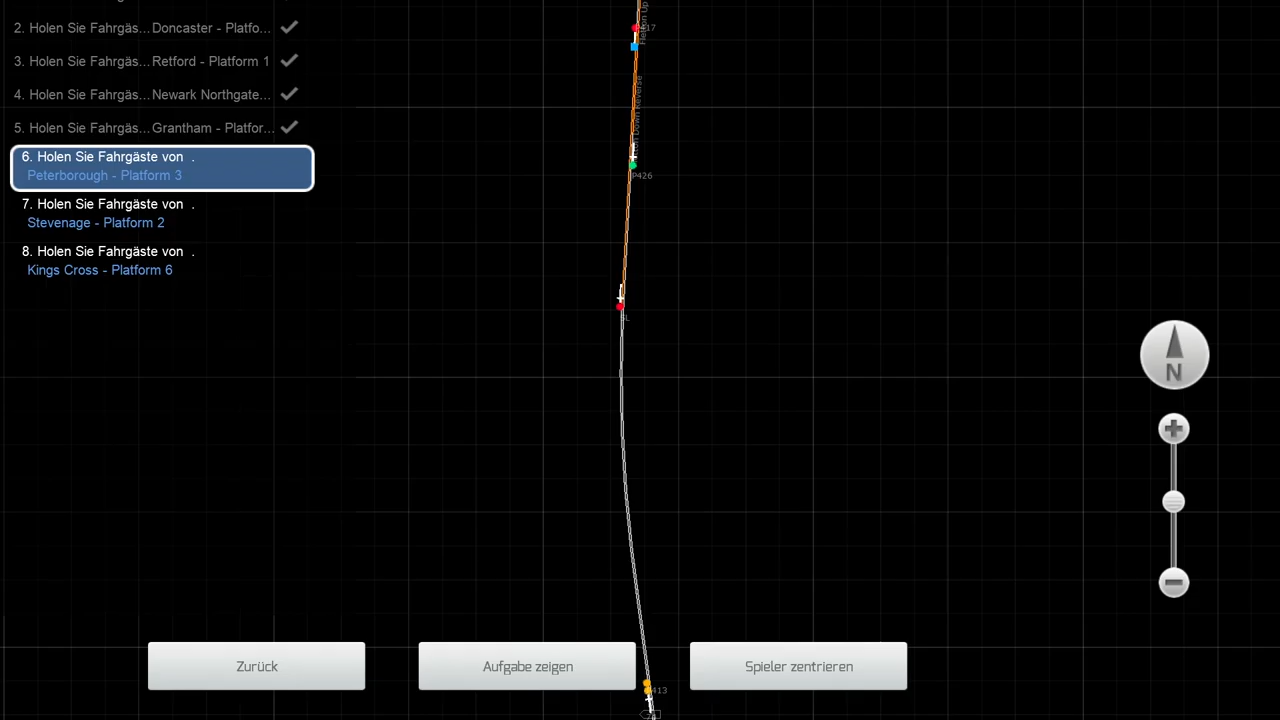 2. Holen Sie Fahrgäs...Doncaster - Platfo...
3. Holen Sie Fahrgäs...Retford - Platform 1
4. Holen Sie Fahrgäs...Newark Northgate...
5. Holen Sie Fahrgäs...Grantham - Platfor...
6. Holen Sie Fahrgäste von .
Peterborough - Platform 3
7. Holen Sie Fahrgäste von .
Stevenage - Platform 2
8. Holen Sie Fahrgäste von .
Kings Cross - Platform 6
P426
N
Zurück
Aufgabe zeigen
Spieler zentrieren